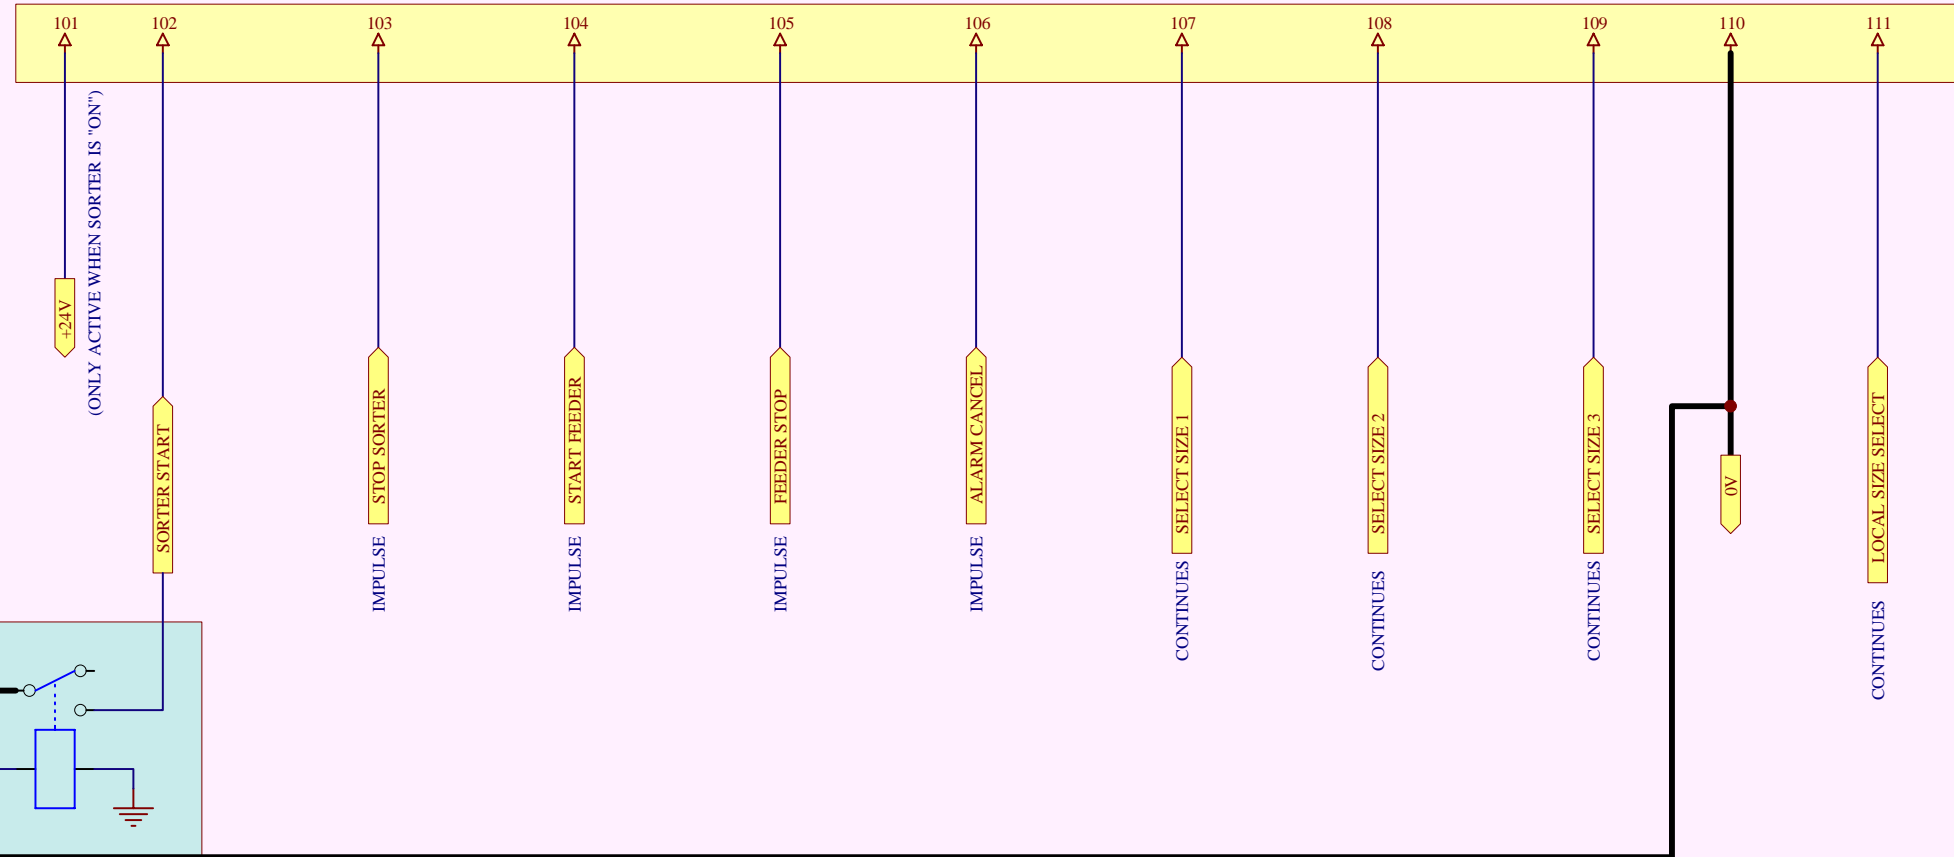 101
102
103
104
105
106
107
108
109
110
111
+24V
(ONLY ACTIVE WHEN SORTER IS "ON")
SORTER START
STOP SORTER
IMPULSE
START FEEDER
IMPULSE
FEEDER STOP
IMPULSE
ALARM CANCEL
IMPULSE
SELECT SIZE 1
CONTINUES
SELECT SIZE 2
CONTINUES
SELECT SIZE 3
CONTINUES
0V
LOCAL SIZE SELECT
CONTINUES